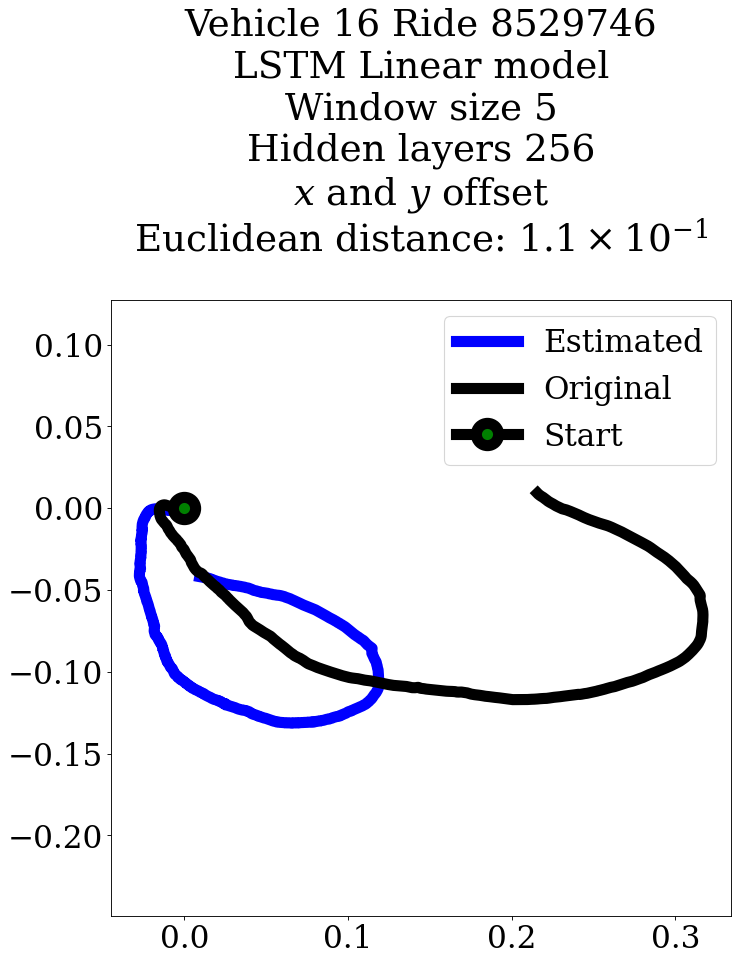 Vehicle 16 Ride 8529746
LSTM Linear model
Window size 5
Hidden layers 256
x and y offset
Euclidean distance: 1.1 × 10⁻¹
Estimated
Original
Start
0.10
0.05
0.00
−0.05
−0.10
−0.15
−0.20
0.0 0.1 0.2 0.3